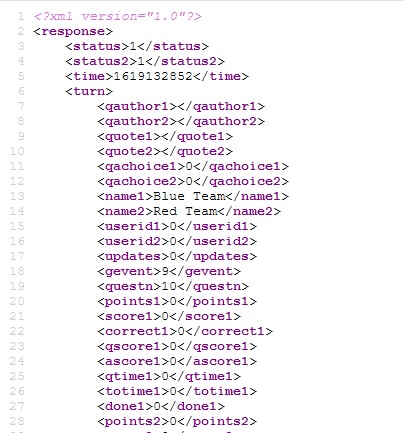 1 <?xml version="1.0"?>
2 <response>
3 <status>1</status>
4 <status2>1</status2>
5 <time>1619132852</time>
6 <turn>
7 <qauthor1></qauthor1>
8 <qauthor2></qauthor2>
9 <quote1></quote1>
10 <quote2></quote2>
11 <qachoice1>0</qachoice1>
12 <qachoice2>0</qachoice2>
13 <name1>Blue Team</name1>
14 <name2>Red Team</name2>
15 <userid1>0</userid1>
16 <userid2>0</userid2>
17 <updates>0</updates>
18 <gevent>9</gevent>
19 <questn>10</questn>
20 <points1>0</points1>
21 <score1>0</score1>
22 <correct1>0</correct1>
23 <qscore1>0</qscore1>
24 <ascore1>0</ascore1>
25 <qtime1>0</qtime1>
26 <totime1>0</totime1>
27 <done1>0</done1>
28 <points2>0</points2>